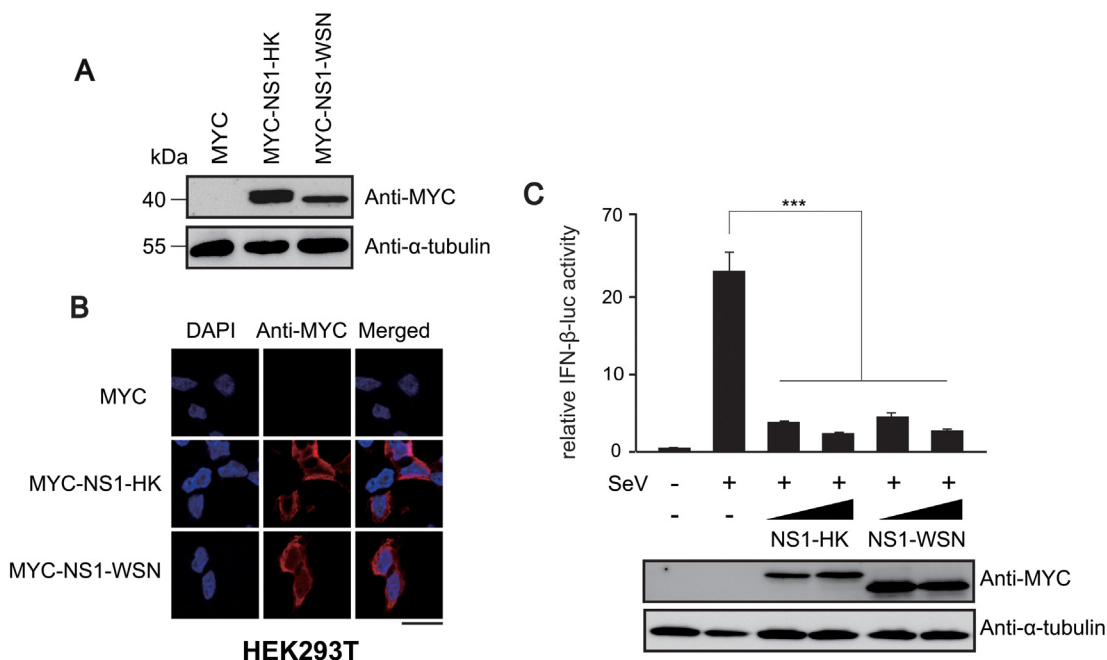 A
MYC
MYC-NS1-HK
MYC-NS1-WSN
kDa
40
Anti-MYC
55
Anti-α-tubulin
B
DAPI Anti-MYC Merged
MYC
MYC-NS1-HK
MYC-NS1-WSN
HEK293T
C
relative IFN-β-luc activity
70
20
10
0
***
SeV - + + + + +
- -
NS1-HK NS1-WSN
Anti-MYC
Anti-α-tubulin